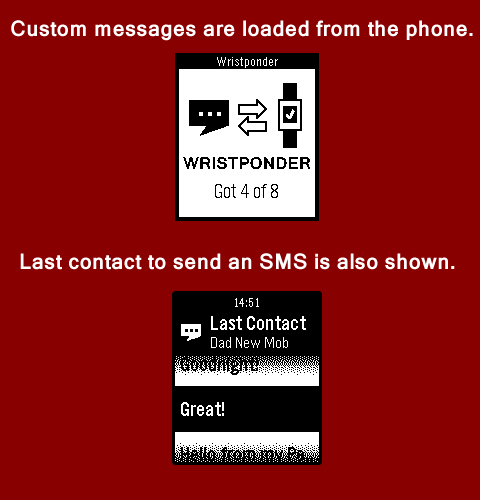 Custom messages are loaded from the phone.
Wristponder
WRISTPONDER
Got 4 of 8
Last contact to send an SMS is also shown.
14:51
Last Contact
Dad New Mob
Goodnight!
Great!
Hello from my Pe...